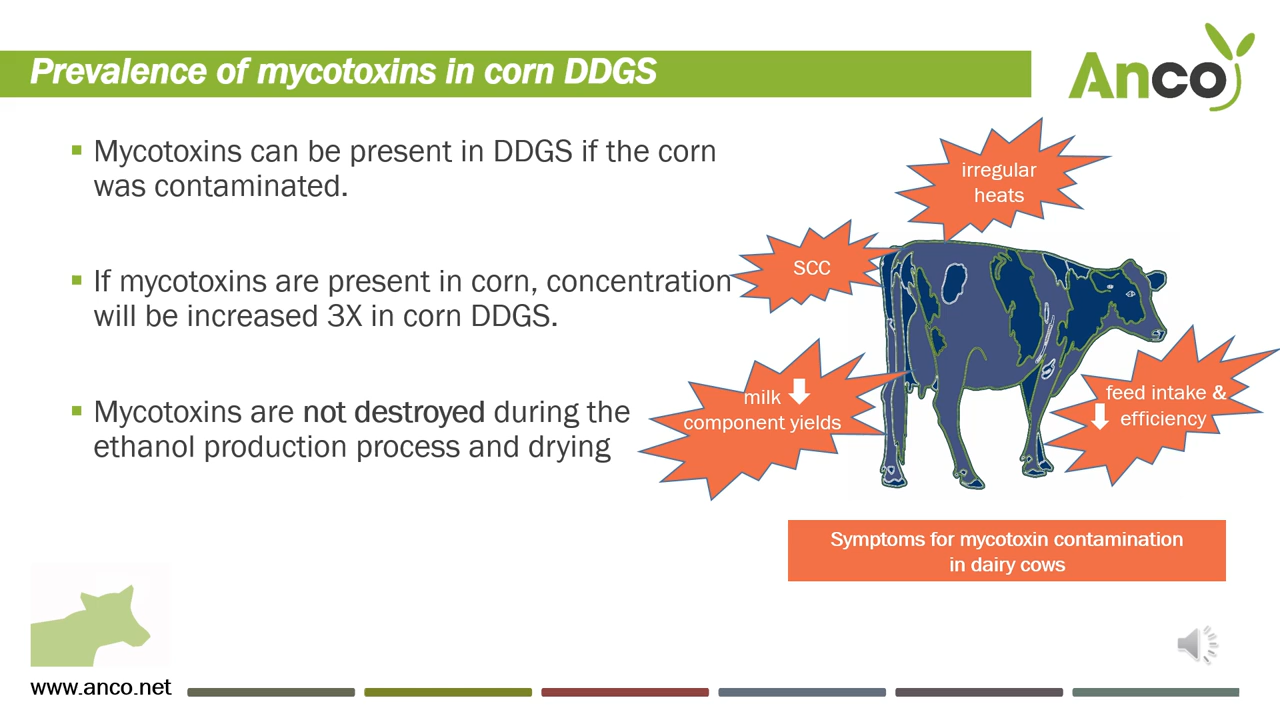 Prevalence of mycotoxins in corn DDGS
Anco
▪ Mycotoxins can be present in DDGS if the corn
was contaminated.
▪ If mycotoxins are present in corn, concentration
will be increased 3X in corn DDGS.
▪ Mycotoxins are not destroyed during the
ethanol production process and drying
irregular
heats
SCC
milk
component yields
feed intake &
efficiency
Symptoms for mycotoxin contamination
in dairy cows
www.anco.net